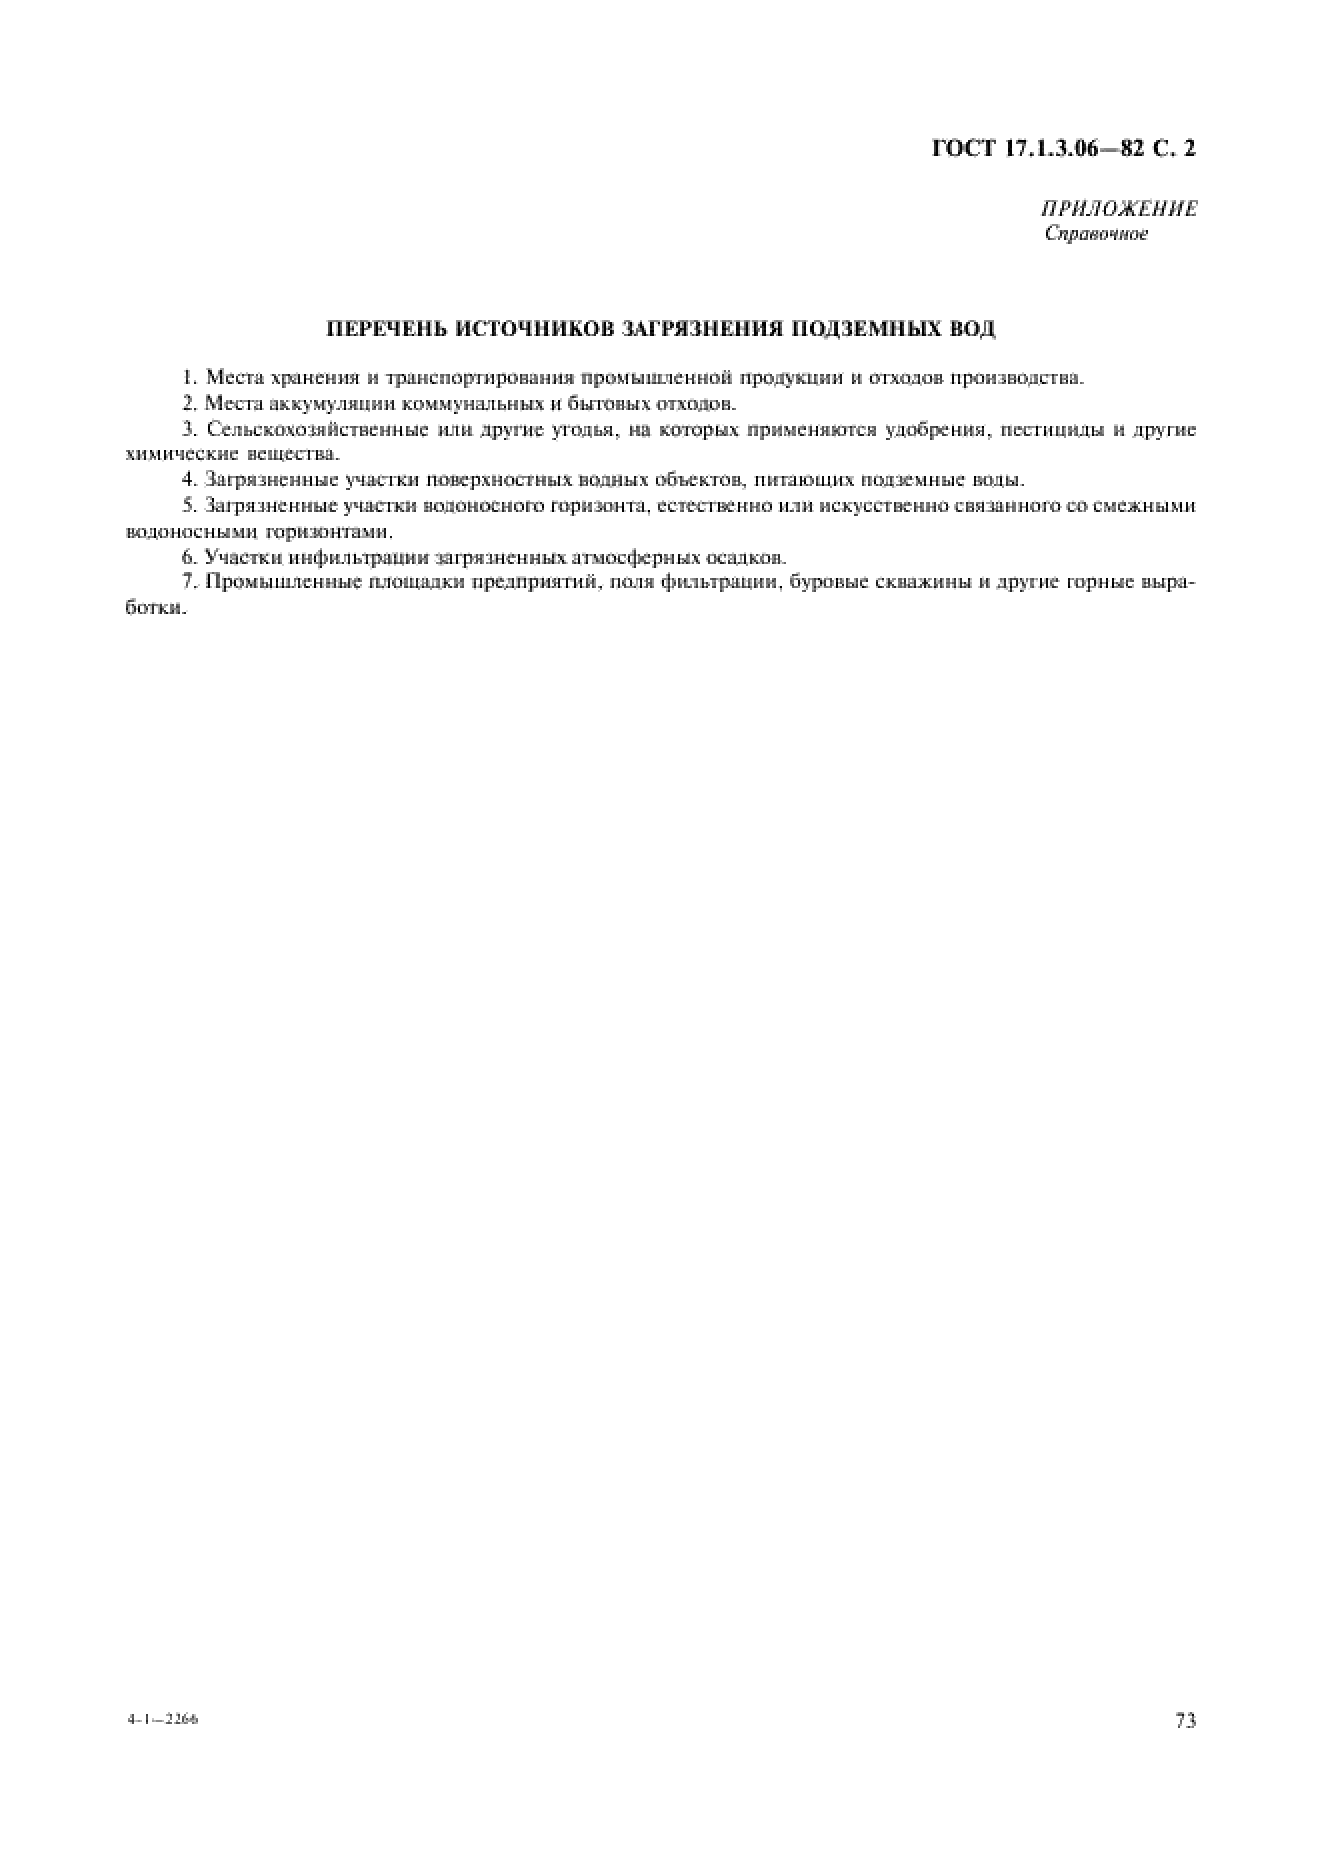 ГОСТ 17.1.3.06—82 С. 2
ПРИЛОЖЕНИЕ
Справочное
ПЕРЕЧЕНЬ ИСТОЧНИКОВ ЗАГРЯЗНЕНИЯ ПОДЗЕМНЫХ ВОД
1. Места хранения и транспортирования промышленной продукции и отходов производства.
2. Места аккумуляции коммунальных и бытовых отходов.
3. Сельскохозяйственные или другие угодья, на которых применяются удобрения, пестициды и другие
химические вещества.
4. Загрязненные участки поверхностных водных объектов, питающих подземные воды.
5. Загрязненные участки водоносного горизонта, естественно или искусственно связанного со смежными
водоносными горизонтами.
6. Участки инфильтрации загрязненных атмосферных осадков.
7. Промышленные площадки предприятий, поля фильтрации, буровые скважины и другие горные выра-
ботки.
4-1—2266
73